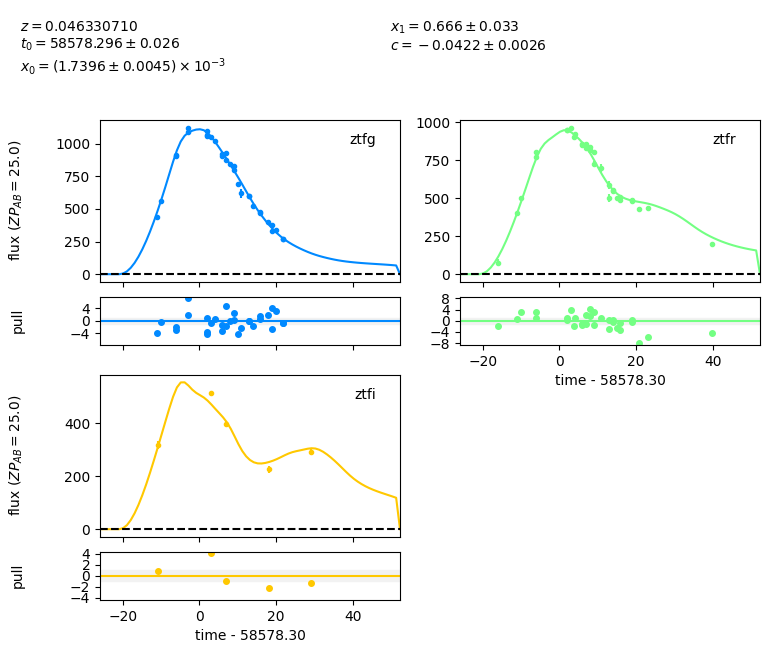 z = 0.046330710
t₀ = 58578.296 ± 0.026
x₀ = (1.7396 ± 0.0045) × 10⁻³
x₁ = 0.666 ± 0.033
c = −0.0422 ± 0.0026
flux (ZP_AB = 25.0)
1000
750
500
250
0
ztfg
pull
4
0
−4
1000
750
500
250
0
ztfr
8
4
0
−4
−8
−20 0 20 40
time - 58578.30
flux (ZP_AB = 25.0)
400
200
0
ztfi
pull
4
2
0
−2
−4
−20 0 20 40
time - 58578.30